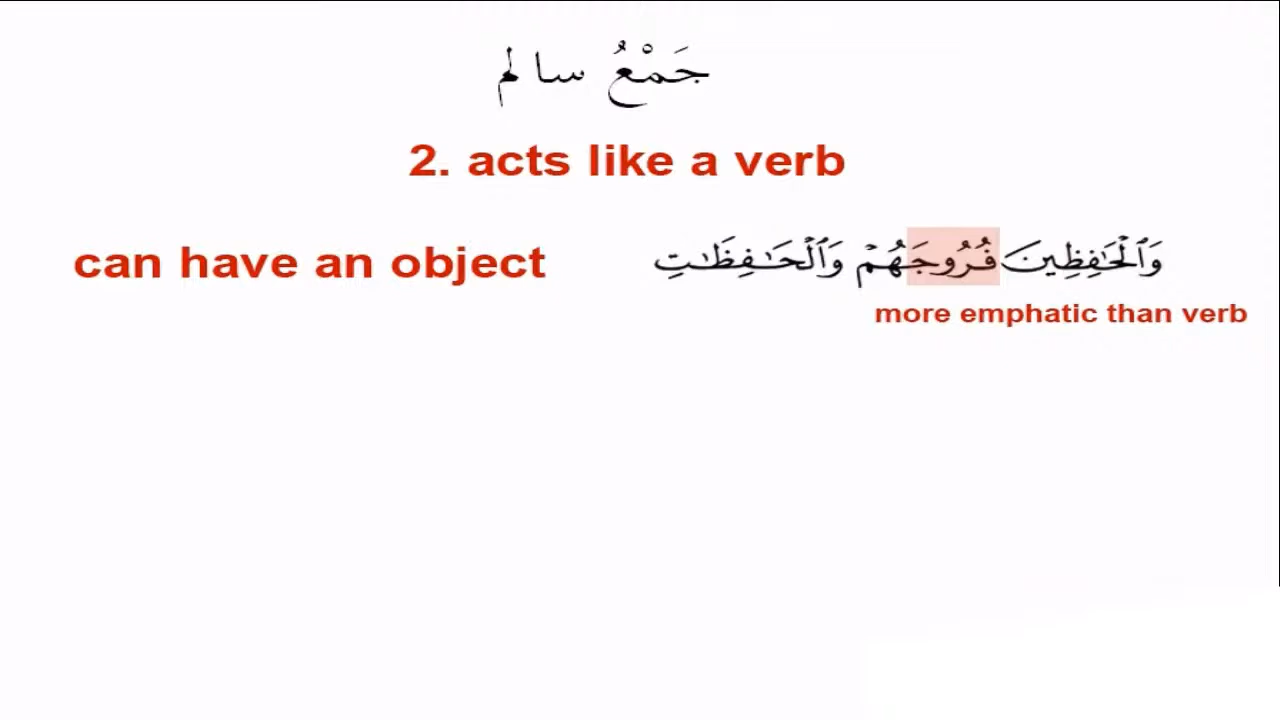 جَمْعُ سالم
2. acts like a verb
can have an object
وَٱلْحَـٰفِظِينَ فُرُوجَهُمْ وَٱلْحَـٰفِظَـٰتِ
more emphatic than verb